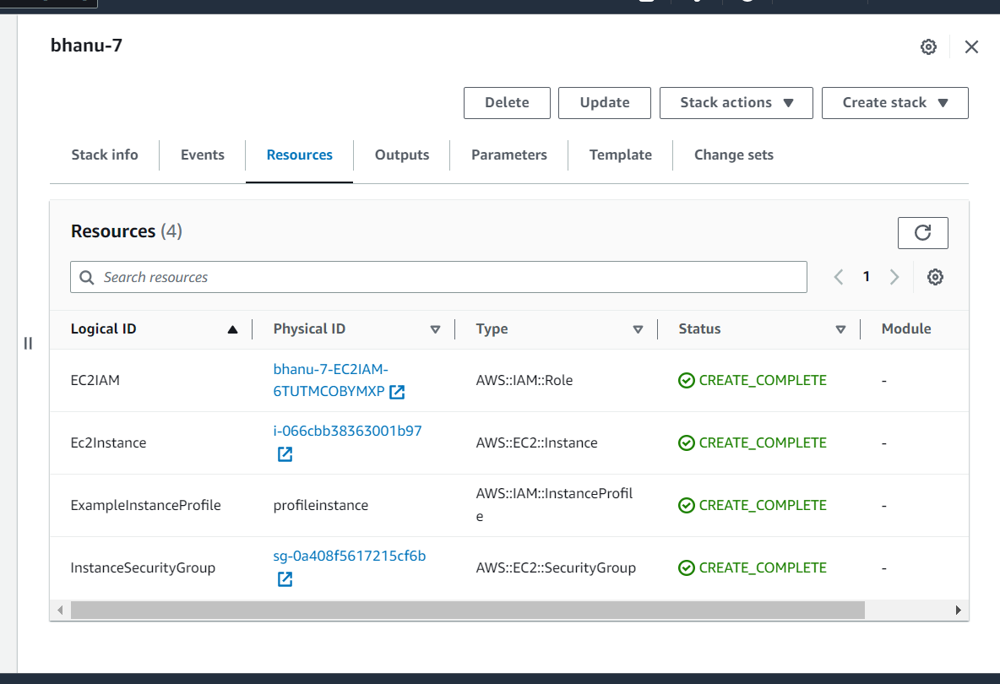 bhanu-7
Delete Update Stack actions Create stack
Stack info Events Resources Outputs Parameters Template Change sets
Resources (4)
Search resources
1
Logical ID Physical ID Type Status Module
EC2IAM bhanu-7-EC2IAM-
6TUTMCOBYMXP AWS::IAM::Role CREATE_COMPLETE -
Ec2Instance i-066cbb38363001b97 AWS::EC2::Instance CREATE_COMPLETE -
ExampleInstanceProfile profileinstance AWS::IAM::InstanceProfil
e CREATE_COMPLETE -
InstanceSecurityGroup sg-0a408f5617215cf6b AWS::EC2::SecurityGroup CREATE_COMPLETE -